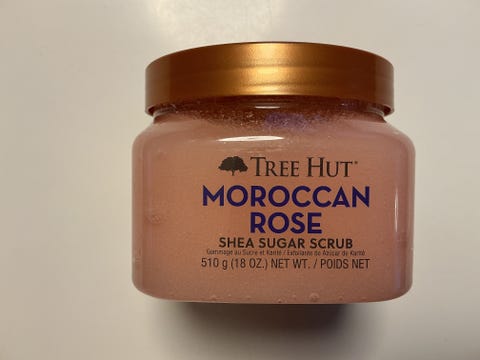 TREE HUT®
MOROCCAN
ROSE
SHEA SUGAR SCRUB
Gommage au Sucre et Karité / Exfoliante de Azúcar de Karité
510 g (18 OZ.) NET WT. / POIDS NET